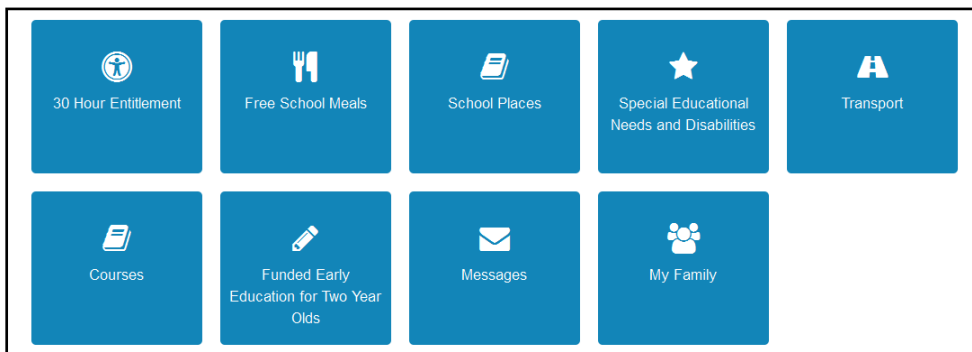 30 Hour Entitlement
Free School Meals
School Places
Special Educational
Needs and Disabilities
Transport
Courses
Funded Early
Education for Two Year
Olds
Messages
My Family